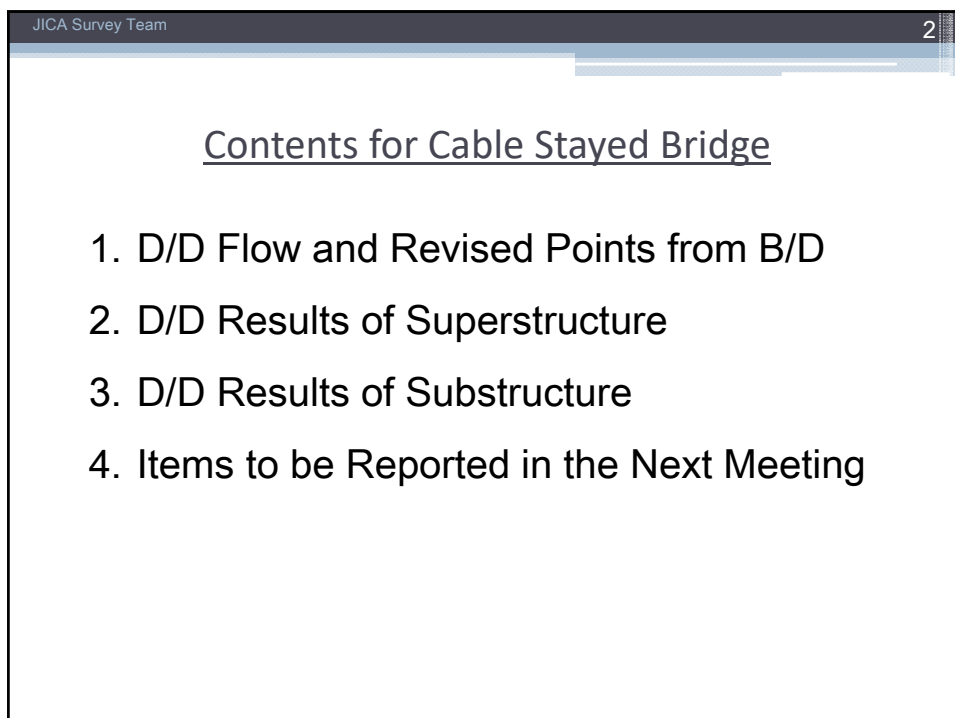 JICA Survey Team
2
Contents for Cable Stayed Bridge
1. D/D Flow and Revised Points from B/D
2. D/D Results of Superstructure
3. D/D Results of Substructure
4. Items to be Reported in the Next Meeting